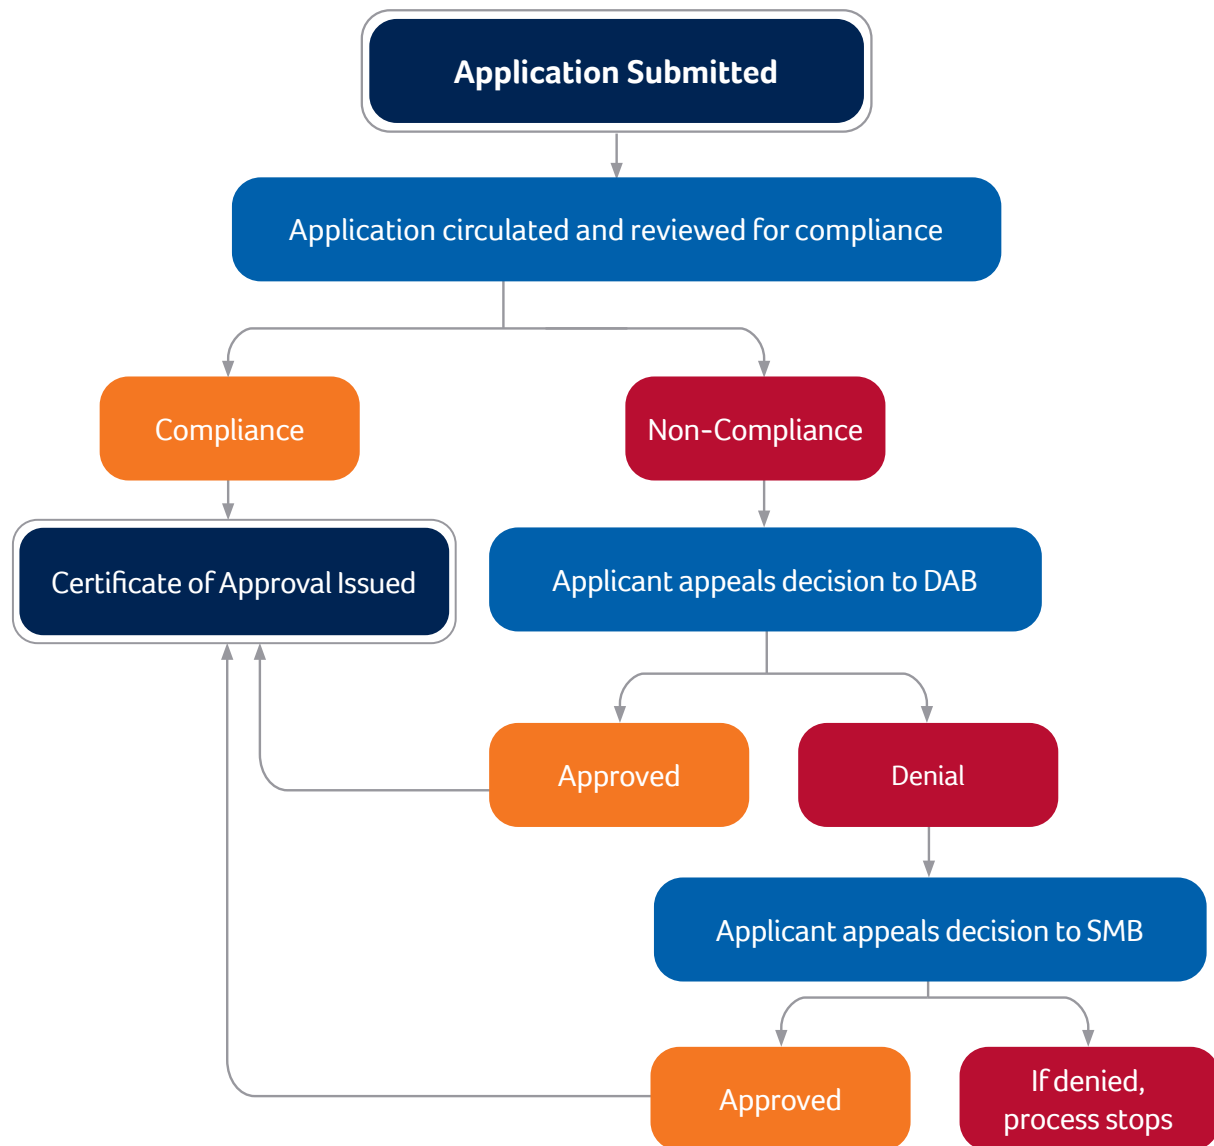 Application Submitted
Application circulated and reviewed for compliance
Compliance
Non-Compliance
Certificate of Approval Issued
Applicant appeals decision to DAB
Approved
Denial
Applicant appeals decision to SMB
Approved
If denied,
process stops